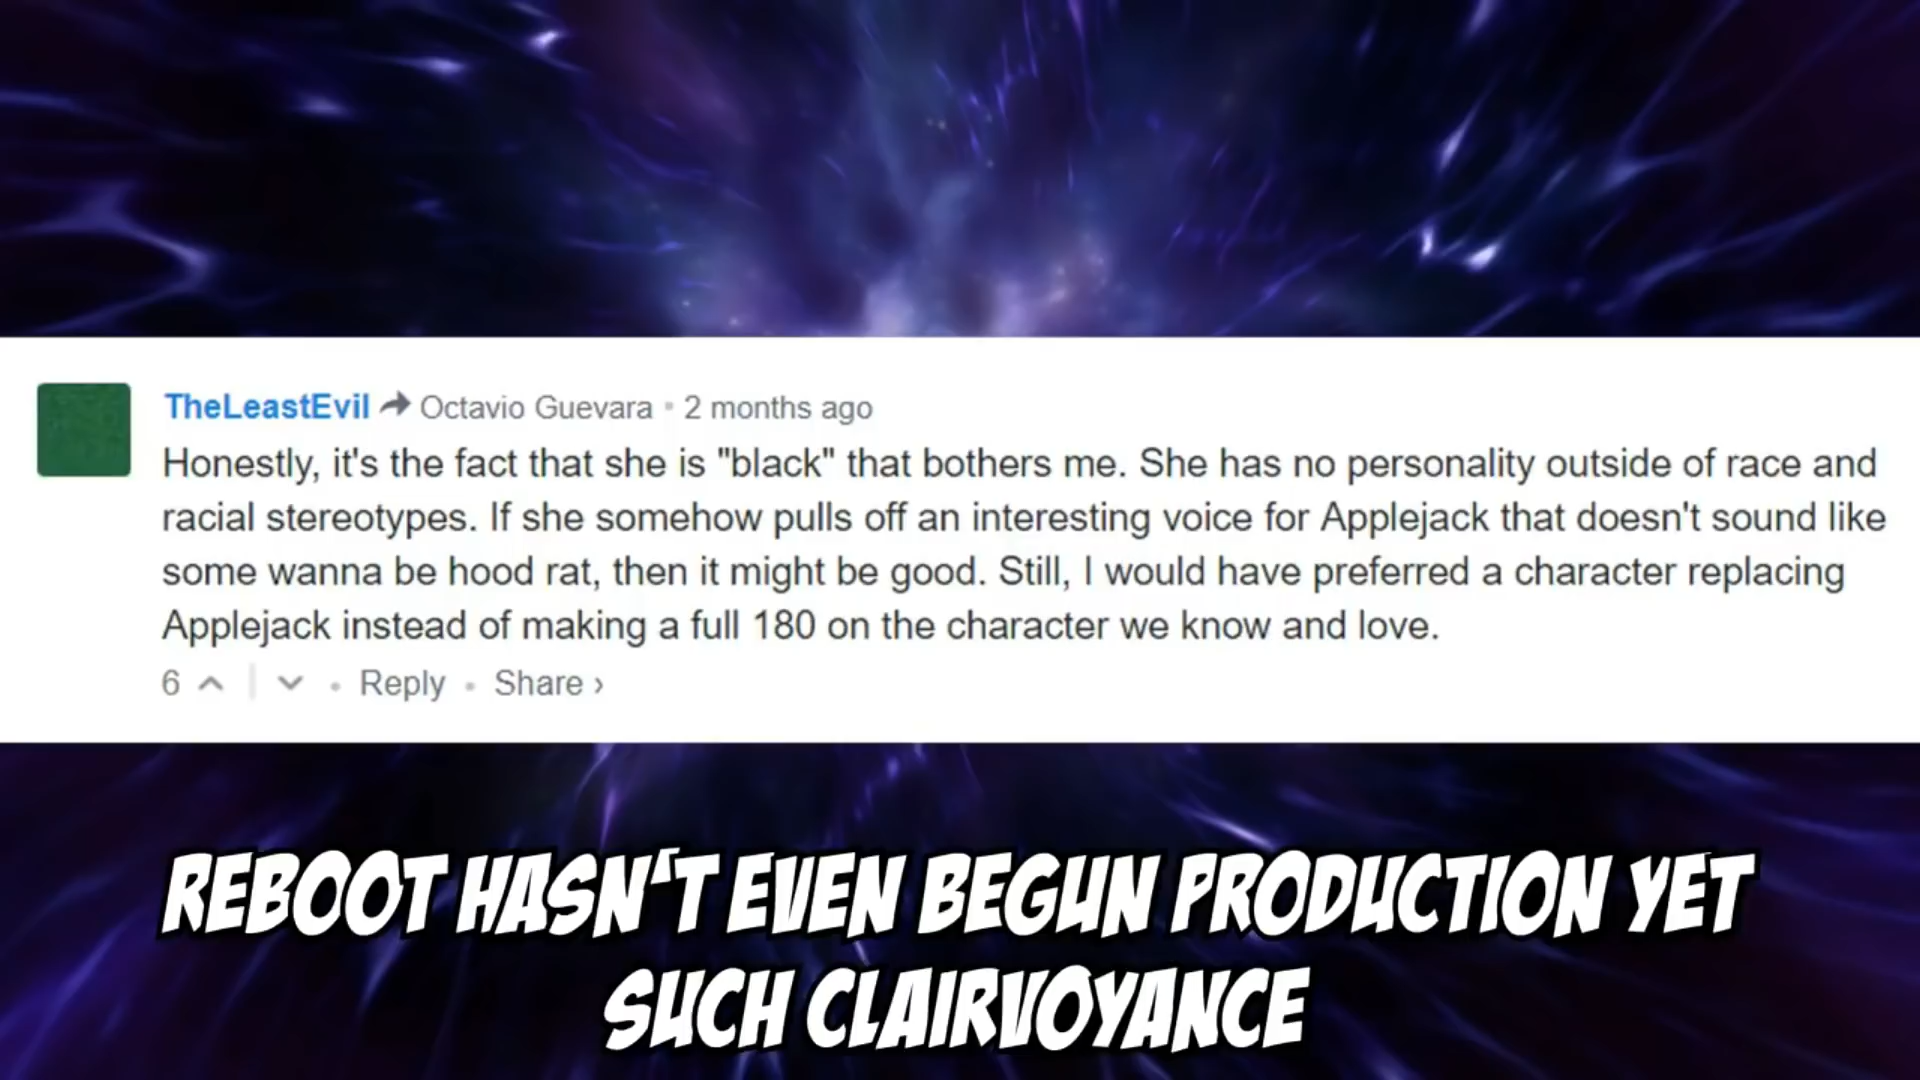 TheLeastEvil Octavio Guevara • 2 months ago
Honestly, it's the fact that she is "black" that bothers me. She has no personality outside of race and
racial stereotypes. If she somehow pulls off an interesting voice for Applejack that doesn't sound like
some wanna be hood rat, then it might be good. Still, I would have preferred a character replacing
Applejack instead of making a full 180 on the character we know and love.
6 • Reply • Share ›
REBOOT HASN'T EVEN BEGUN PRODUCTION YET
SUCH CLAIRVOYANCE